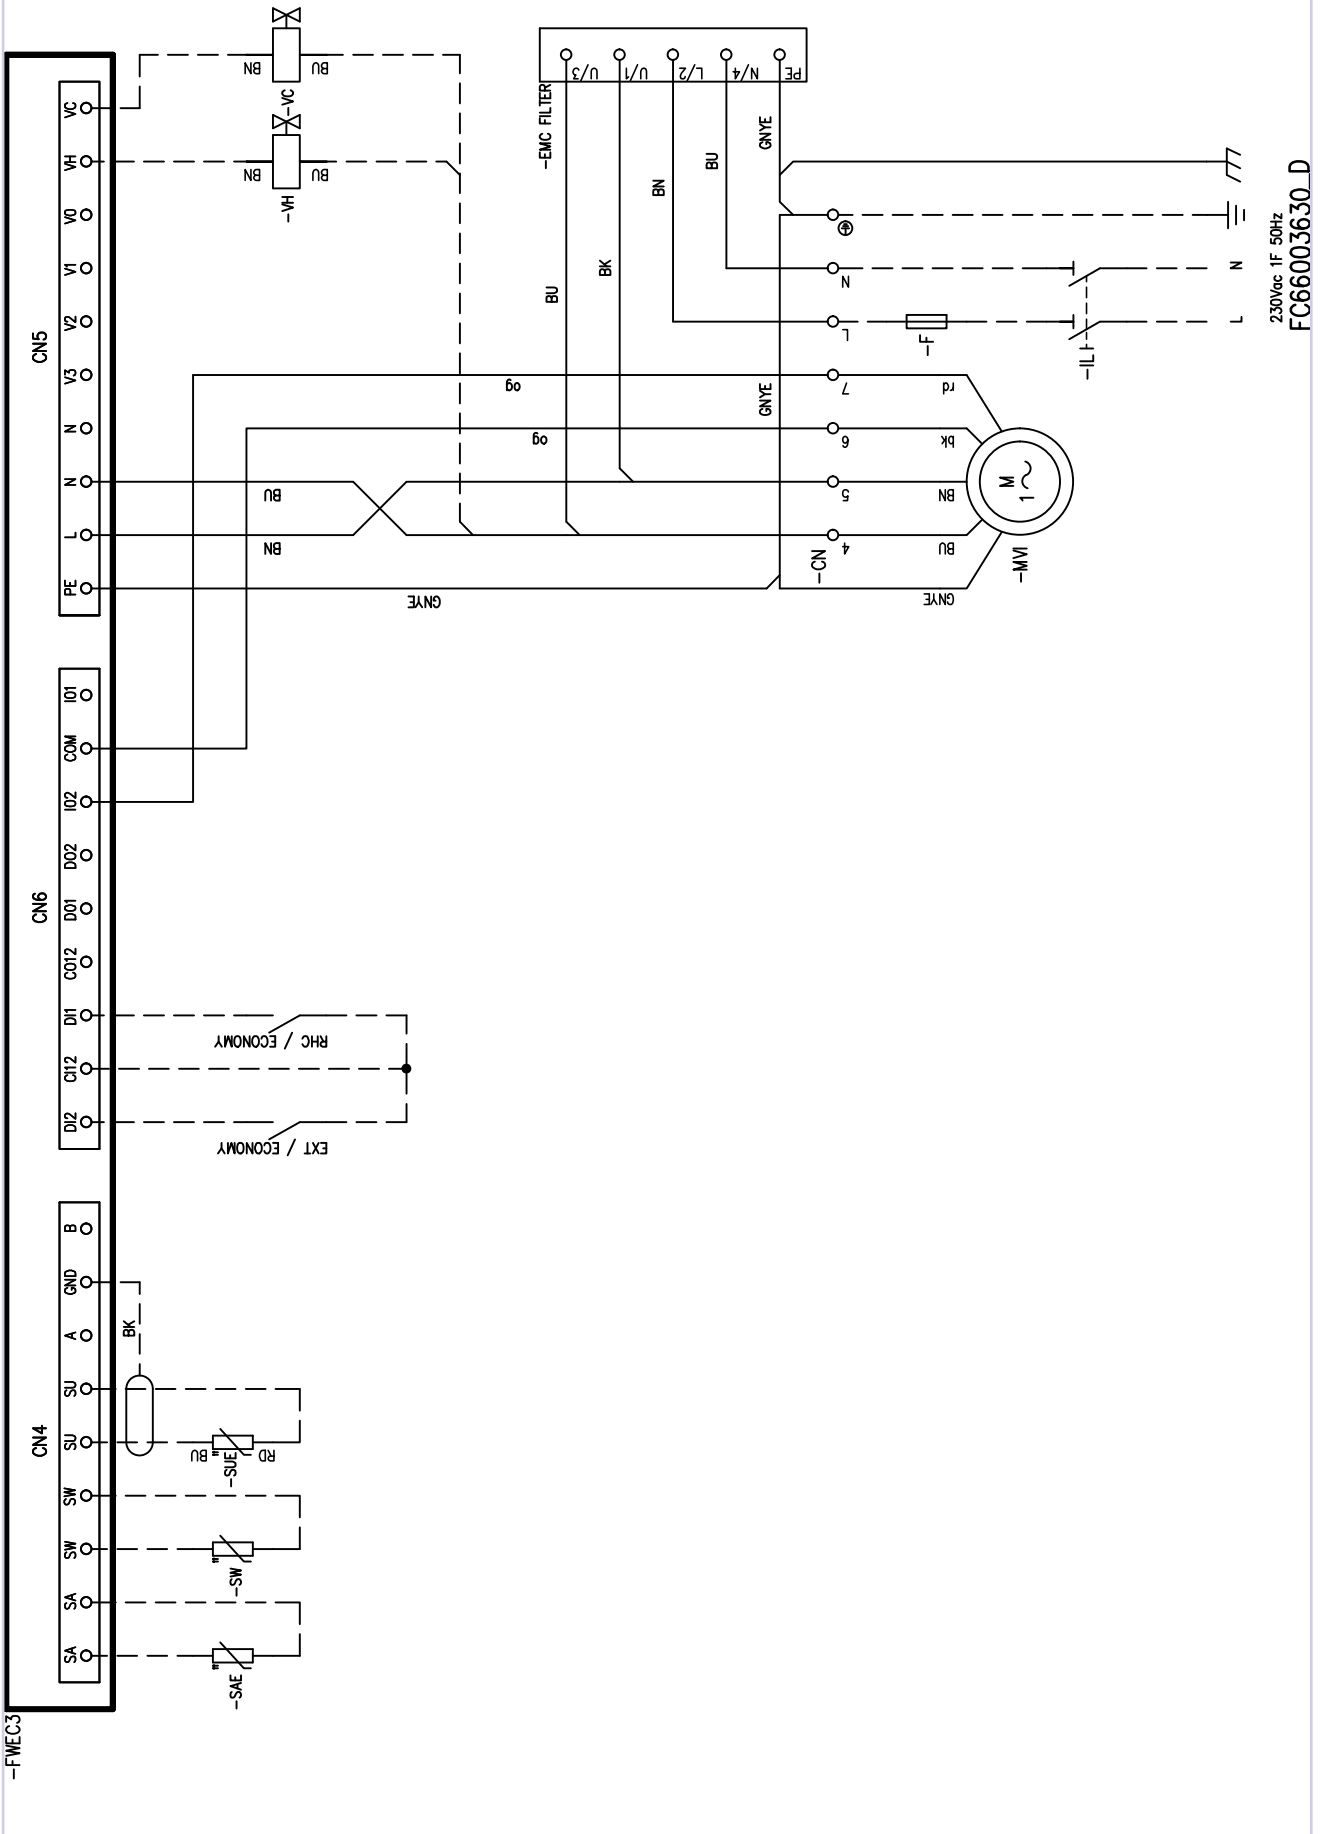 -FWEC3
CN4
SA
SA
SW
SW
SU
SU
A
GND
B
CN6
DI2
CI12
DI1
CO12
DO1
DO2
IO2
COM
IO1
CN5
PE
L
N
N
V3
V2
V1
V0
VH
VC
-SAE
-SW
-SUE
BU
RD
BK
EXT / ECONOMY
RHC / ECONOMY
GNYE
BN
BU
og
og
BN
BU
-VH
BN
BU
-VC
-EMC FILTER
U/3
U/1
L/2
N/4
PE
BU
BK
BN
BU
GNYE
GNYE
-CN
4
5
6
7
L
N
GNYE
BU
BN
bk
rd
-MVI
M
1~
-F
-IL
L
N
230Vac 1F 50Hz
FC66003630_D